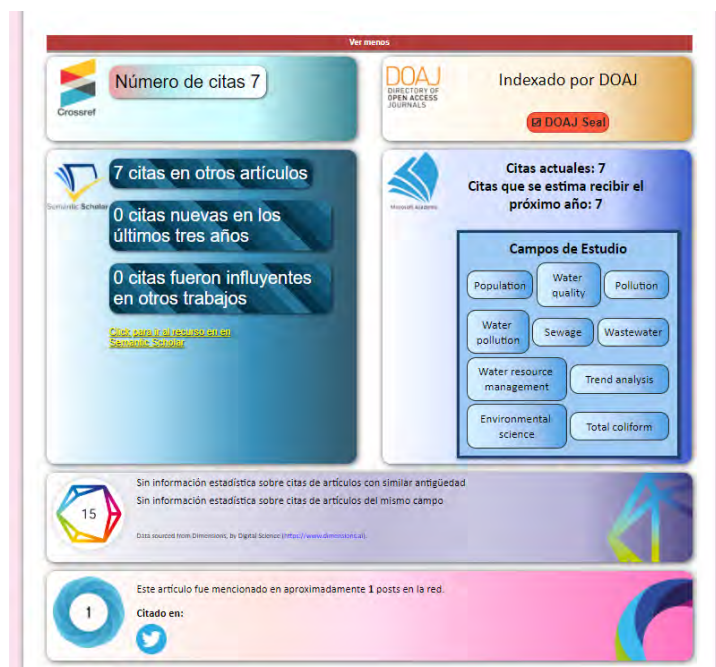 Ver menos
Crossref
Número de citas 7
DOAJ
DIRECTORY OF
OPEN ACCESS
JOURNALS
Indexado por DOAJ
DOAJ Seal
Semantic Scholar
7 citas en otros artículos
0 citas nuevas en los
últimos tres años
0 citas fueron influyentes
en otros trabajos
Click para ir al recurso en en
Semantic Scholar
Microsoft Academic
Citas actuales: 7
Citas que se estima recibir el
próximo año: 7
Campos de Estudio
Population
Water
quality
Pollution
Water
pollution
Sewage
Wastewater
Water resource
management
Trend analysis
Environmental
science
Total coliform
15
Sin información estadística sobre citas de artículos con similar antigüedad
Sin información estadística sobre citas de artículos del mismo campo
Data sourced from Dimensions, by Digital Science (https://www.dimensions.ai).
1
Este artículo fue mencionado en aproximadamente 1 posts en la red.
Citado en: